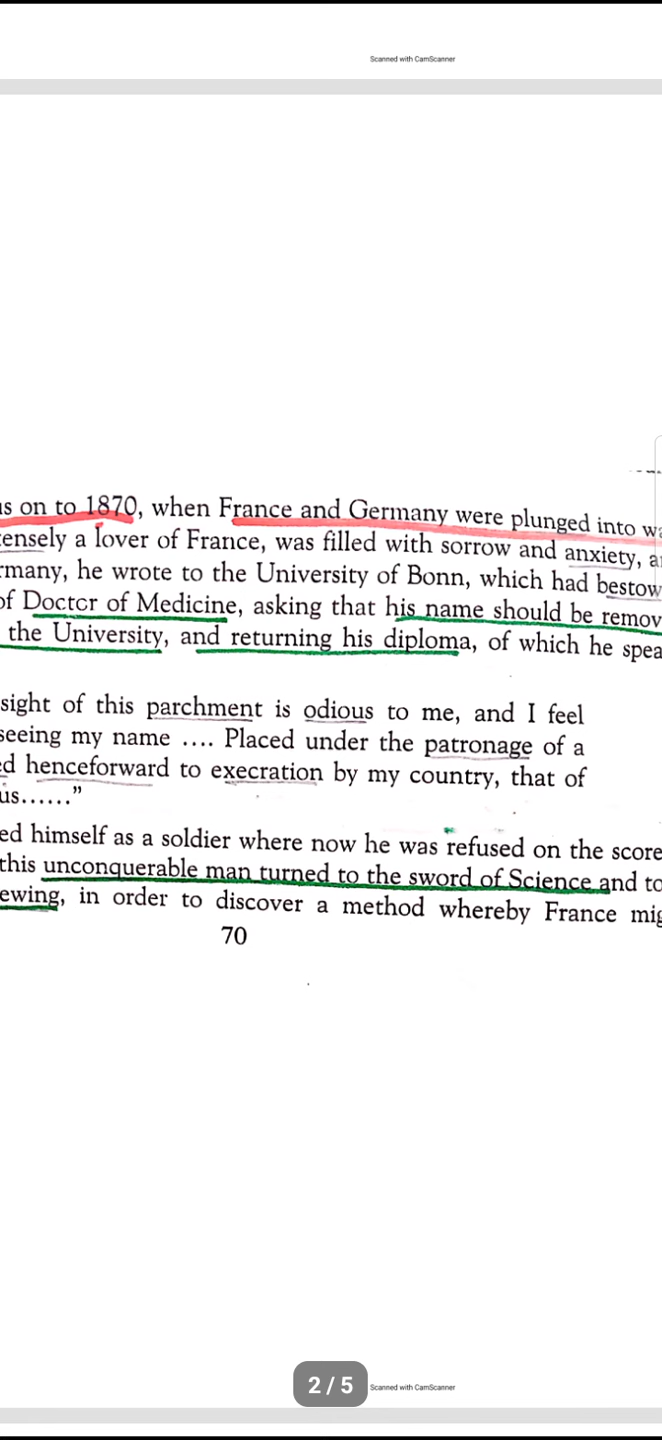 Scanned with CamScanner
s on to 1870, when France and Germany were plunged into w
ensely a lover of France, was filled with sorrow and anxiety, a
rmany, he wrote to the University of Bonn, which had bestow
of Doctor of Medicine, asking that his name should be remov
the University, and returning his diploma, of which he spea
sight of this parchment is odious to me, and I feel
seeing my name .... Placed under the patronage of a
d henceforward to execration by my country, that of
us......”
ed himself as a soldier where now he was refused on the score
this unconquerable man turned to the sword of Science and to
ewing, in order to discover a method whereby France mig
70
2 / 5
Scanned with CamScanner